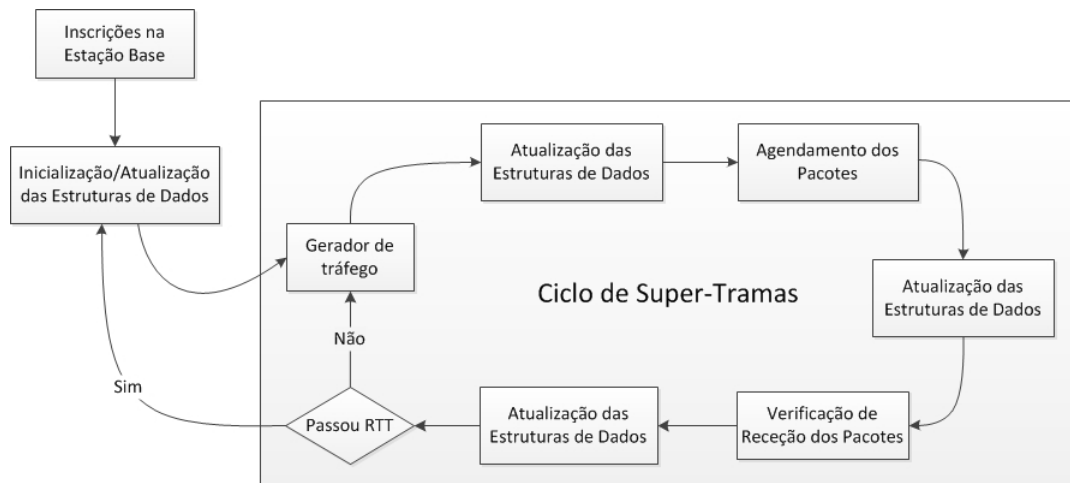 Inscrições na
Estação Base
Inicialização/Atualização
das Estruturas de Dados
Atualização das
Estruturas de Dados
Agendamento dos
Pacotes
Gerador de
tráfego
Ciclo de Super-Tramas
Atualização das
Estruturas de Dados
Não
Sim
Passou RTT
Atualização das
Estruturas de Dados
Verificação de
Receção dos Pacotes